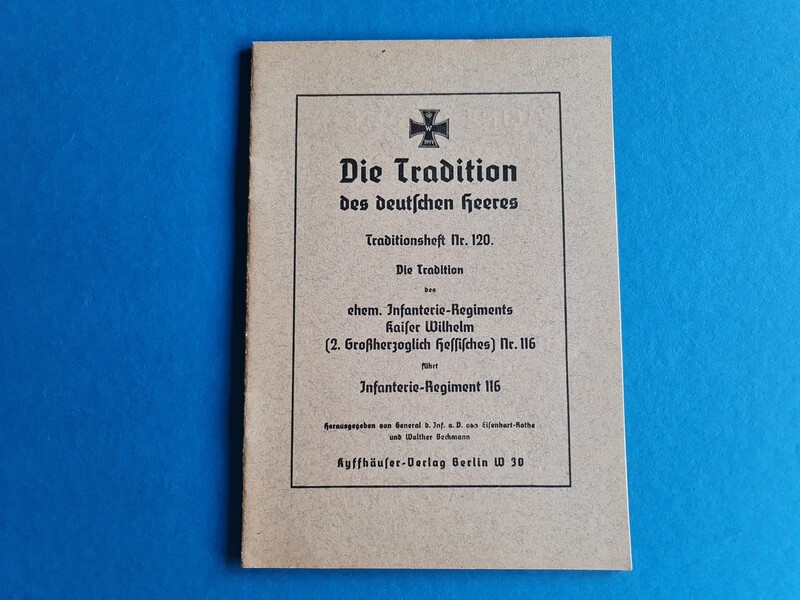 W
1914
Die Tradition
des deutſchen Heeres
Traditionsheft Nr. 120.
Die Tradition
des
ehem. Infanterie-Regiments
Kaiſer Wilhelm
(2. Großherzoglich Heſſiſches) Nr. 116
führt
Infanterie-Regiment 116
Herausgegeben von General d. Inf. a. D. von Eiſenhart-Rothe
und Walther Beckmann
Kyffhäuſer-Verlag Berlin W 30